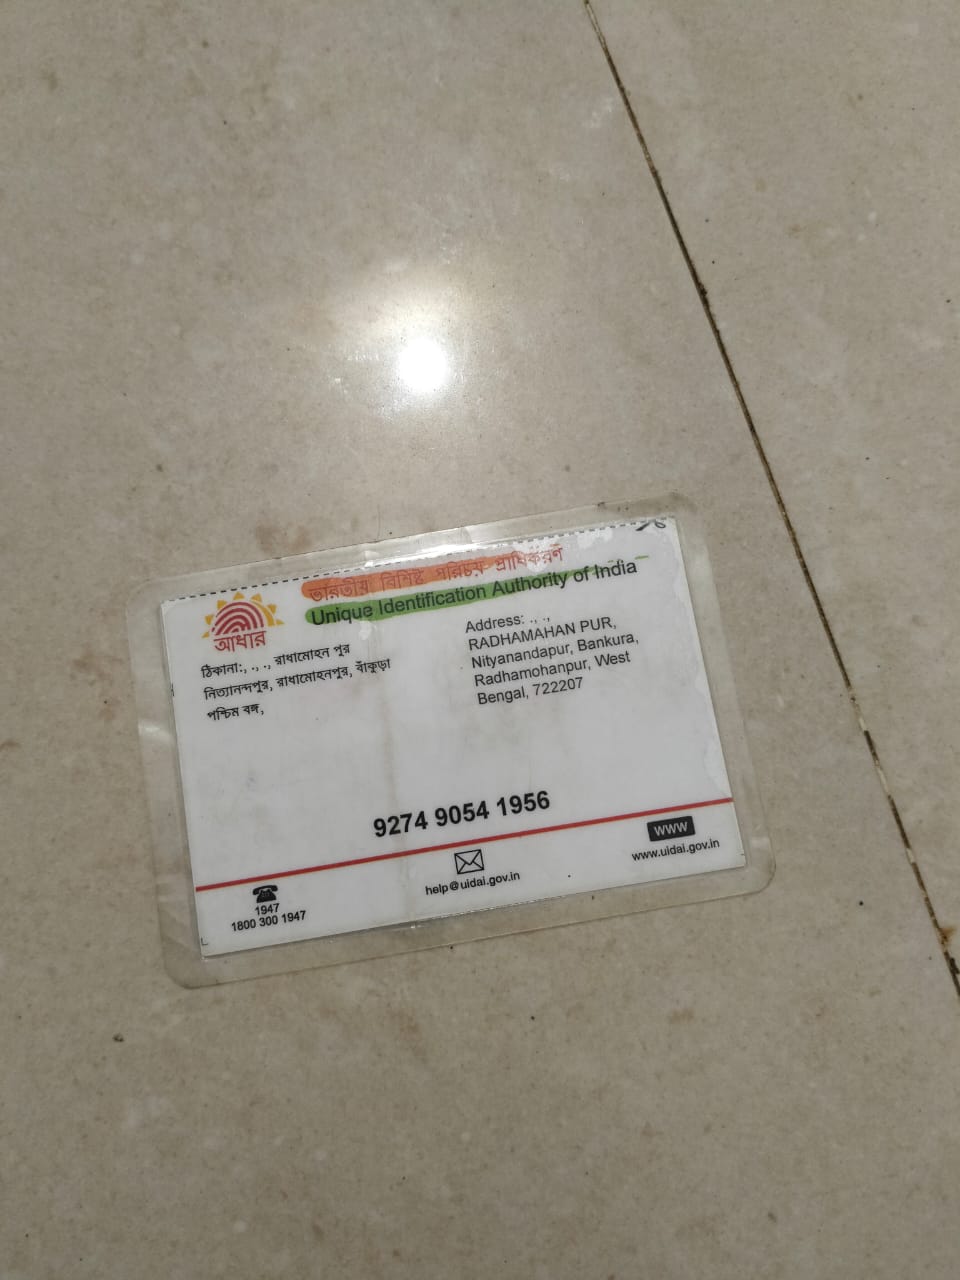 ভারতীয় বিশিষ্ট পরিচয় প্রাধিকরণ
Unique Identification Authority of India
আধার
ঠিকানা:, ., ., রাধামোহন পুর
নিত্যানন্দপুর, রাধামোহনপুর, বাঁকুড়া
পশ্চিম বঙ্গ,
Address: ., .,
RADHAMAHAN PUR,
Nityanandapur, Bankura,
Radhamohanpur, West
Bengal, 722207
9274 9054 1956
1947
1800 300 1947
help@uidai.gov.in
WWW
www.uidai.gov.in